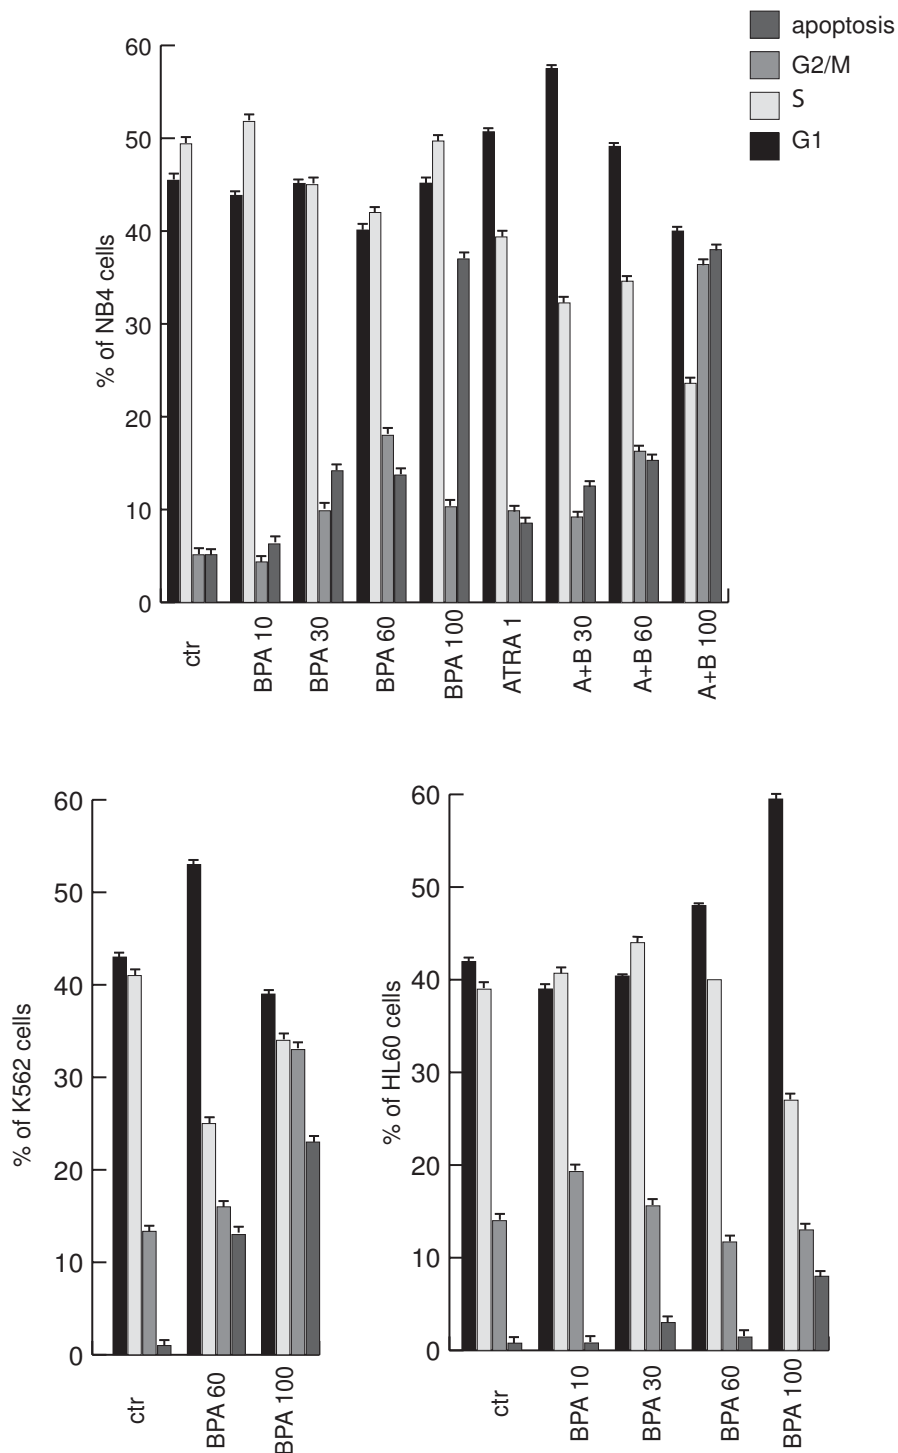 apoptosis
G2/M
S
G1
60
50
40
30
20
10
0
% of NB4 cells
ctr
BPA 10
BPA 30
BPA 60
BPA 100
ATRA 1
A+B 30
A+B 60
A+B 100
60
50
40
30
20
10
0
% of K562 cells
ctr
BPA 60
BPA 100
60
50
40
30
20
10
0
% of HL60 cells
ctr
BPA 10
BPA 30
BPA 60
BPA 100